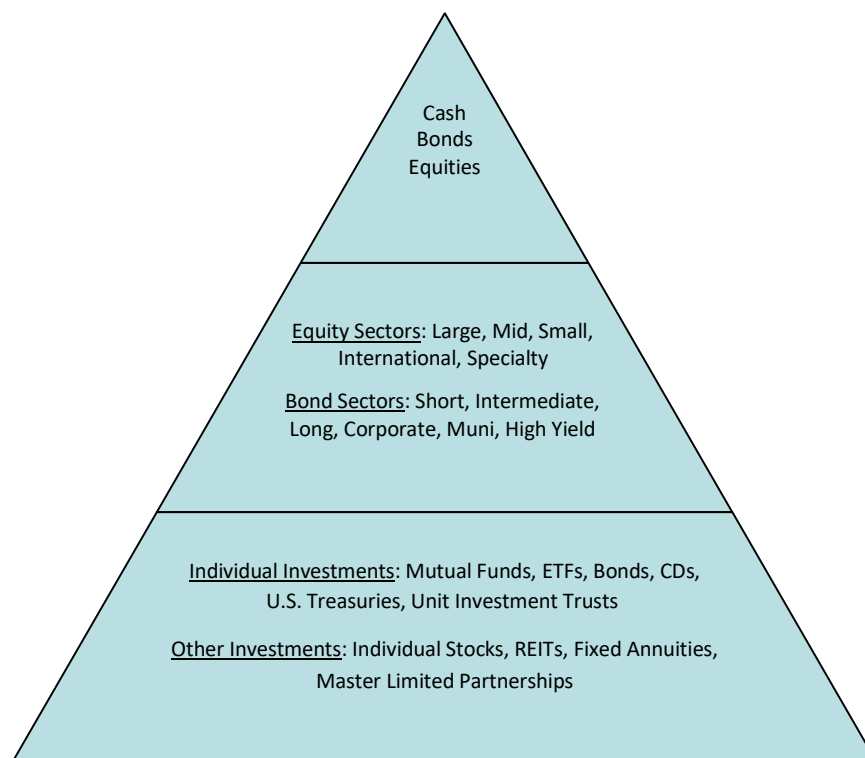 Cash
Bonds
Equities
Equity Sectors: Large, Mid, Small,
International, Specialty
Bond Sectors: Short, Intermediate,
Long, Corporate, Muni, High Yield
Individual Investments: Mutual Funds, ETFs, Bonds, CDs,
U.S. Treasuries, Unit Investment Trusts
Other Investments: Individual Stocks, REITs, Fixed Annuities,
Master Limited Partnerships